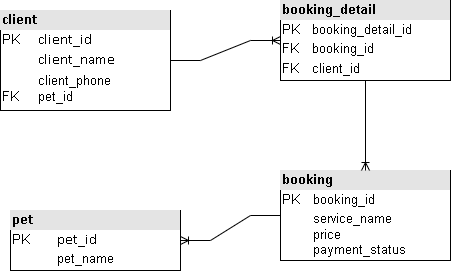 client
PK client_id
client_name
client_phone
FK pet_id
booking_detail
PK booking_detail_id
FK booking_id
FK client_id
booking
PK booking_id
service_name
price
payment_status
pet
PK pet_id
pet_name